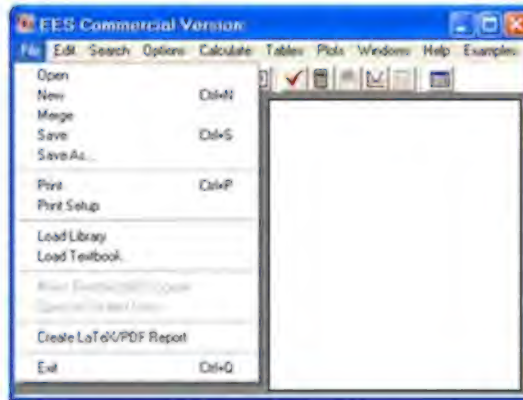 EES Commercial Version
File Edit Search Options Calculate Tables Plots Windows Help Examples
Open
New Ctrl+N
Merge
Save Ctrl+S
Save As...
Print Ctrl+P
Print Setup
Load Library
Load Textbook
Create LaTeX/PDF Report
Exit Ctrl+Q